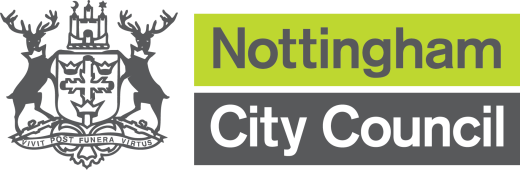 Nottingham
City Council
VIVIT POST FUNERA VIRTUS